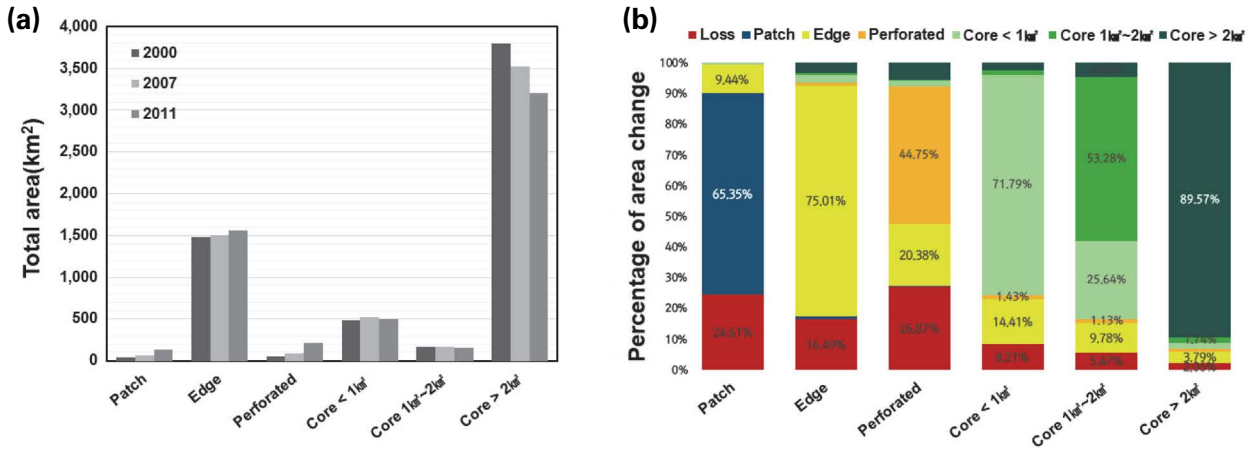 (a)
Total area(km²)
4,000
3,500
3,000
2,500
2,000
1,500
1,000
500
0
2000
2007
2011
Patch
Edge
Perforated
Core < 1㎢
Core 1㎢~2㎢
Core > 2㎢
(b)
Loss Patch Edge Perforated Core < 1㎢ Core 1㎢~2㎢ Core > 2㎢
Percentage of area change
100%
90%
80%
70%
60%
50%
40%
30%
20%
10%
0%
9.44%
65.35%
24.61%
75.01%
16.49%
44.75%
20.38%
26.87%
71.79%
1.43%
14.41%
8.21%
53.28%
25.64%
1.13%
9.78%
5.47%
89.57%
1.74%
3.79%
Patch
Edge
Perforated
Core < 1㎢
Core 1㎢~2㎢
Core > 2㎢